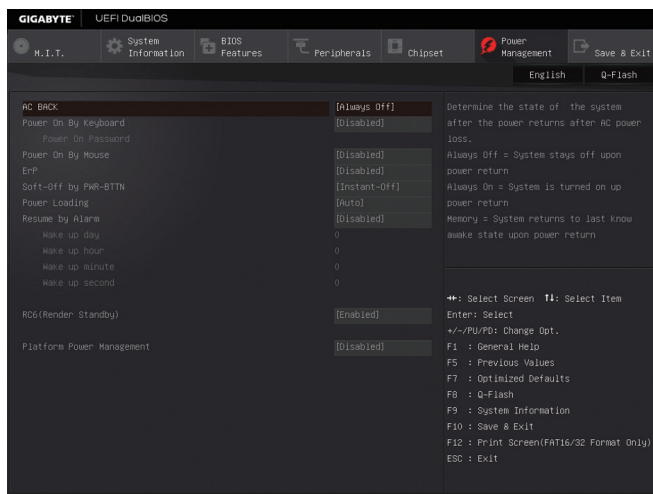 GIGABYTE™ UEFI DualBIOS
M.I.T.
System Information
BIOS Features
Peripherals
Chipset
Power Management
Save & Exit
English Q-Flash
AC BACK [Always Off]
Power On By Keyboard [Disabled]
Power On Password
Power On By Mouse [Disabled]
ErP [Disabled]
Soft-Off by PWR-BTTN [Instant-Off]
Power Loading [Auto]
Resume by Alarm [Disabled]
Wake up day 0
Wake up hour 0
Wake up minute 0
Wake up second 0
RC6(Render Standby) [Enabled]
Platform Power Management [Disabled]
Determine the state of the system
after the power returns after AC power
loss.
Always Off = System stays off upon
power return
Always On = System is turned on up
power return
Memory = System returns to last know
awake state upon power return
→←: Select Screen ↑↓: Select Item
Enter: Select
+/-/PU/PD: Change Opt.
F1 : General Help
F5 : Previous Values
F7 : Optimized Defaults
F8 : Q-Flash
F9 : System Information
F10 : Save & Exit
F12 : Print Screen(FAT16/32 Format Only)
ESC : Exit